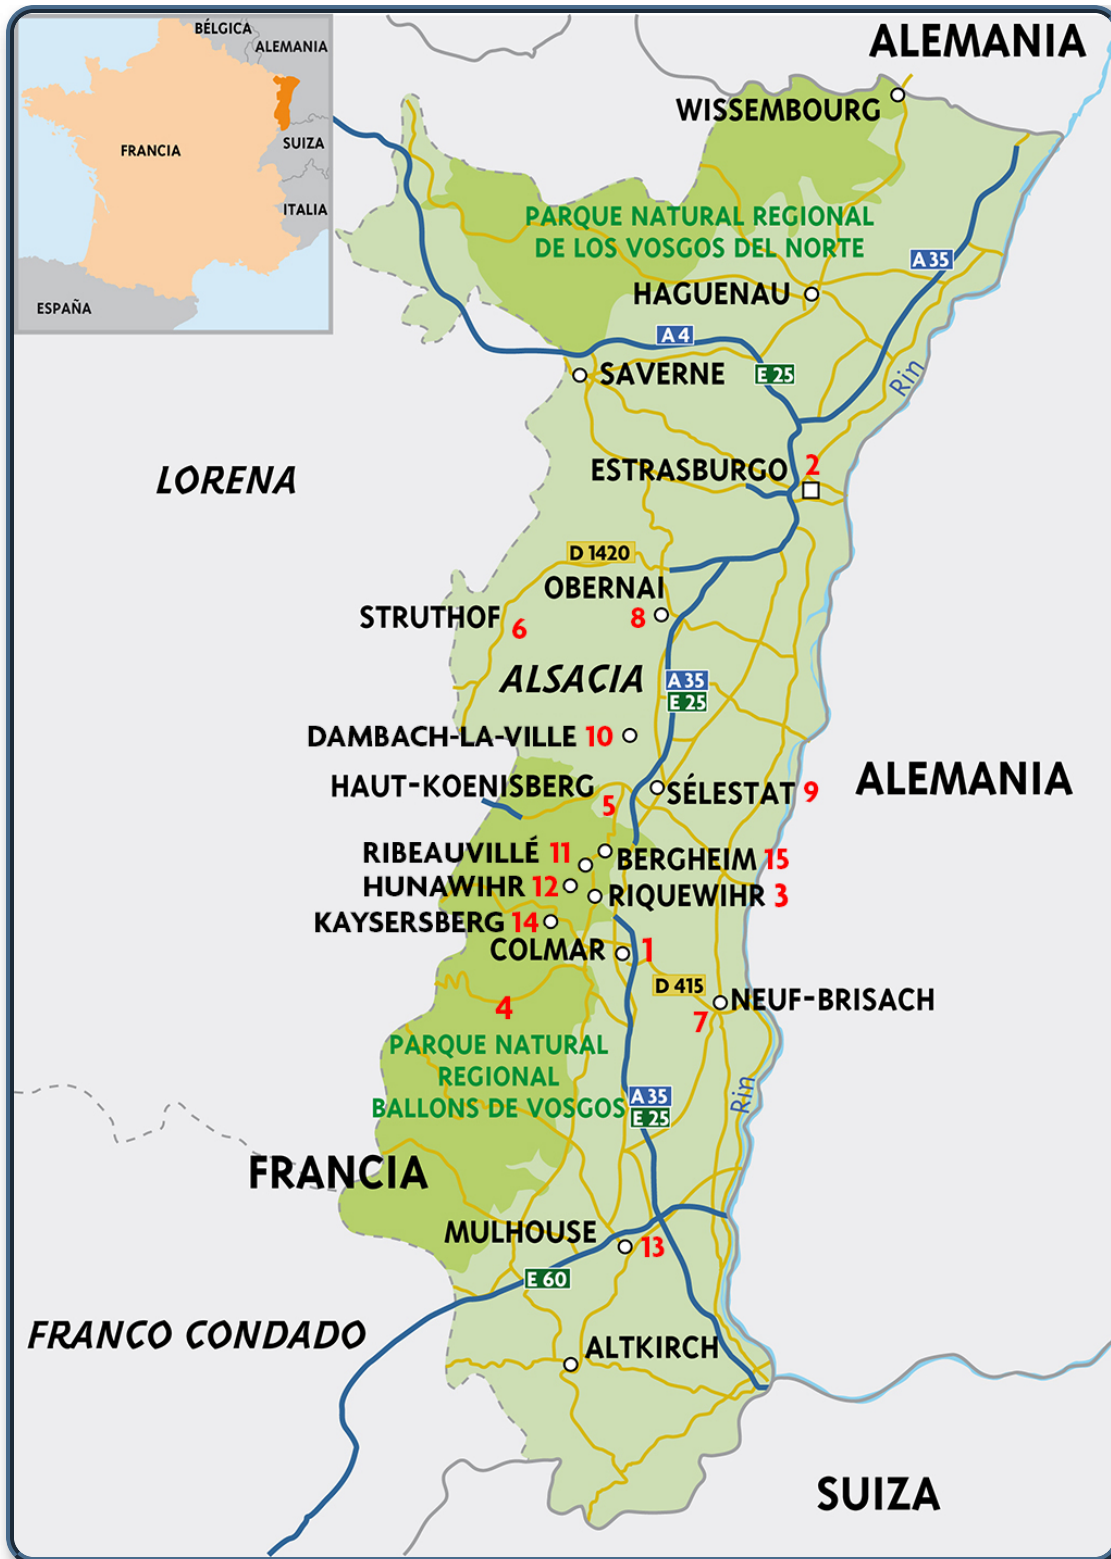 BÉLGICA
ALEMANIA
FRANCIA
SUIZA
ITALIA
ESPAÑA
ALEMANIA
WISSEMBOURG
PARQUE NATURAL REGIONAL
DE LOS VOSGOS DEL NORTE
A 35
HAGUENAU
A 4
SAVERNE
E 25
Rin
LORENA
ESTRASBURGO
2
D 1420
OBERNAI
8
STRUTHOF
6
ALSACIA
A 35
E 25
DAMBACH-LA-VILLE 10
ALEMANIA
HAUT-KOENISBERG
5
SÉLESTAT 9
RIBEAUVILLÉ 11
BERGHEIM 15
HUNAWIHR 12
RIQUEWIHR 3
KAYSERSBERG 14
COLMAR 1
D 415
NEUF-BRISACH
7
4
PARQUE NATURAL
REGIONAL
BALLONS DE VOSGOS
A 35
E 25
Rin
FRANCIA
MULHOUSE
13
E 60
FRANCO CONDADO
ALTKIRCH
SUIZA